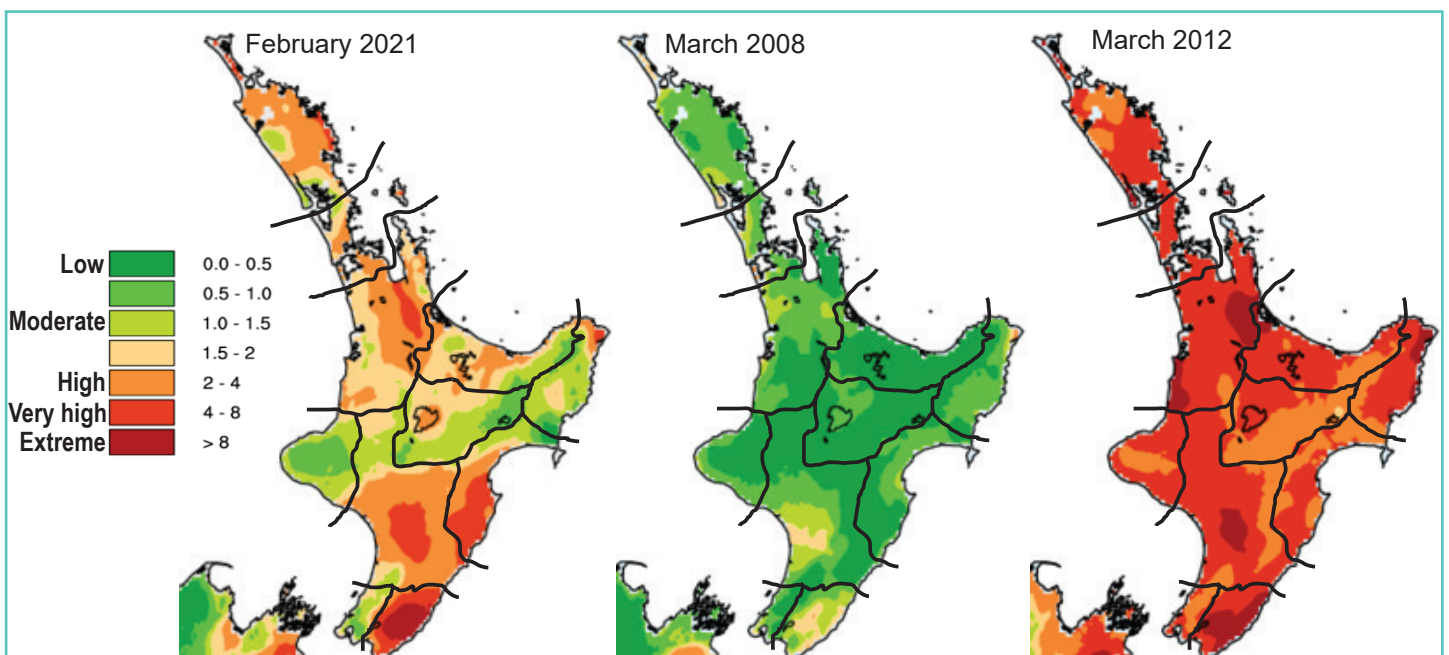 February 2021
March 2008
March 2012
Low 0.0 - 0.5
0.5 - 1.0
Moderate 1.0 - 1.5
1.5 - 2
High 2 - 4
Very high 4 - 8
Extreme > 8